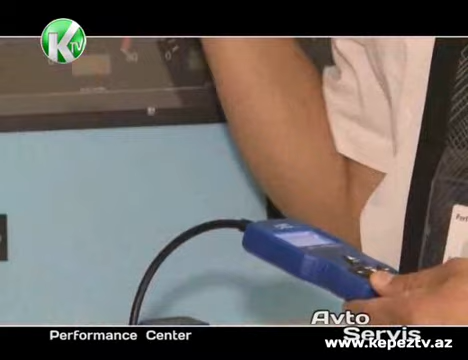 K TV
Performance Center
Avto
Servis
www.kepeztv.az